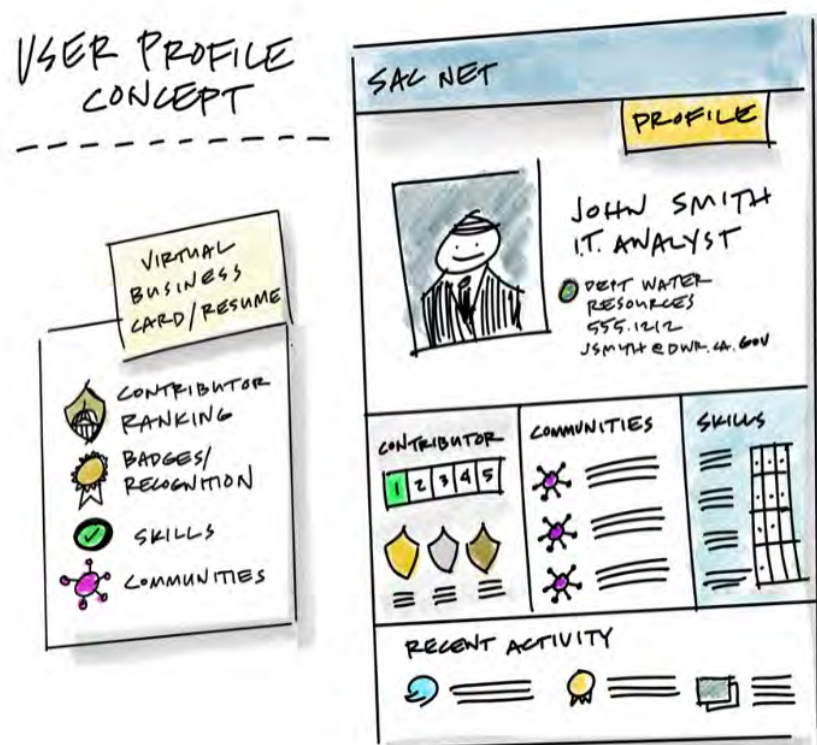 USER PROFILE
CONCEPT
VIRTUAL
BUSINESS
CARD/RESUME
CONTRIBUTOR
RANKING
BADGES/
RECOGNITION
SKILLS
COMMUNITIES
SAC NET
PROFILE
JOHN SMITH
I.T. ANALYST
DEPT WATER
RESOURCES
555.1212
JSMITH@DWR.CA.GOV
CONTRIBUTOR
1 2 3 4 5
COMMUNITIES
SKILLS
RECENT ACTIVITY